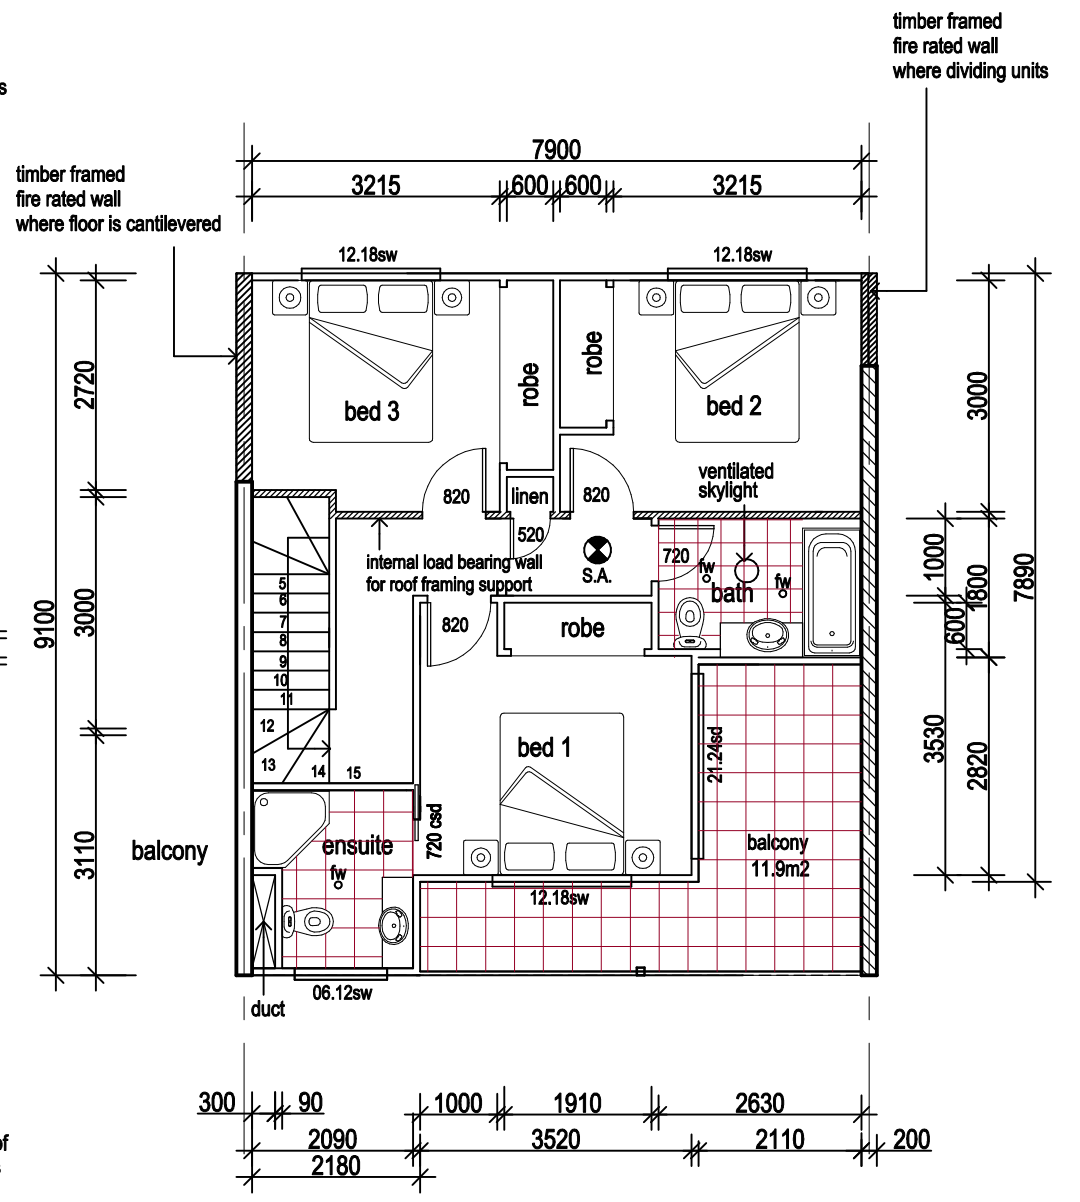 timber framed
fire rated wall
where dividing units
s
timber framed
fire rated wall
where floor is cantilevered
7900
3215
600
600
3215
12.18sw
12.18sw
robe
robe
bed 3
bed 2
2720
3000
ventilated
skylight
820
linen
820
520
internal load bearing wall
for roof framing support
S.A.
720
fw
fw
bath
1000
1800
600
7890
9100
3000
5
6
7
8
9
10
11
12
13
14
15
820
robe
bed 1
21.24sd
3530
2820
3110
balcony
ensuite
fw
720 csd
balcony
11.9m2
12.18sw
06.12sw
duct
300
90
1000
1910
2630
2090
3520
2110
200
2180
of
s